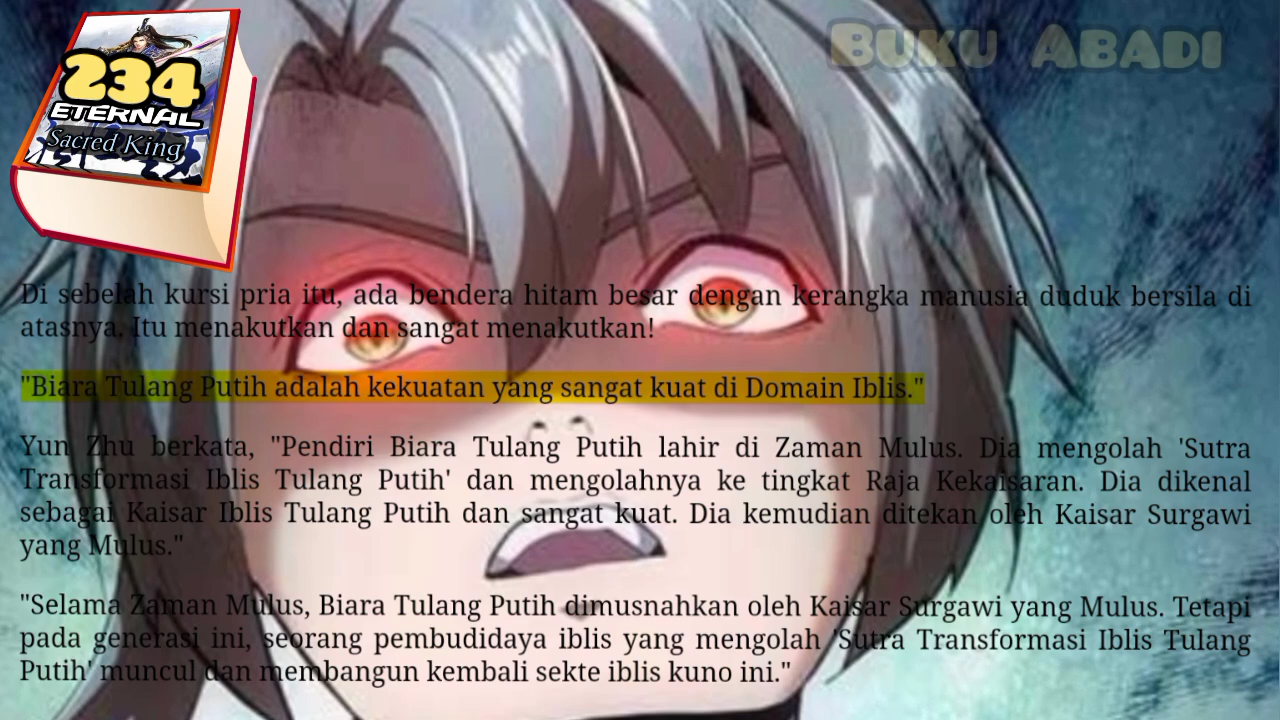 Buku Abadi
234
ETERNAL
Sacred King
Di sebelah kursi pria itu, ada bendera hitam besar dengan kerangka manusia duduk bersila di
atasnya. Itu menakutkan dan sangat menakutkan!
"Biara Tulang Putih adalah kekuatan yang sangat kuat di Domain Iblis."
Yun Zhu berkata, "Pendiri Biara Tulang Putih lahir di Zaman Mulus. Dia mengolah 'Sutra
Transformasi Iblis Tulang Putih' dan mengolahnya ke tingkat Raja Kekaisaran. Dia dikenal
sebagai Kaisar Iblis Tulang Putih dan sangat kuat. Dia kemudian ditekan oleh Kaisar Surgawi
yang Mulus."
"Selama Zaman Mulus, Biara Tulang Putih dimusnahkan oleh Kaisar Surgawi yang Mulus. Tetapi
pada generasi ini, seorang pembudidaya iblis yang mengolah 'Sutra Transformasi Iblis Tulang
Putih' muncul dan membangun kembali sekte iblis kuno ini."